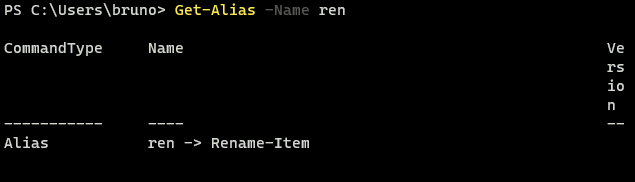 PS C:\Users\bruno> Get-Alias -Name ren
CommandType     Name                                               Ve
                                                                   rs
                                                                   io
                                                                   n
-----------     ----                                               --
Alias           ren -> Rename-Item